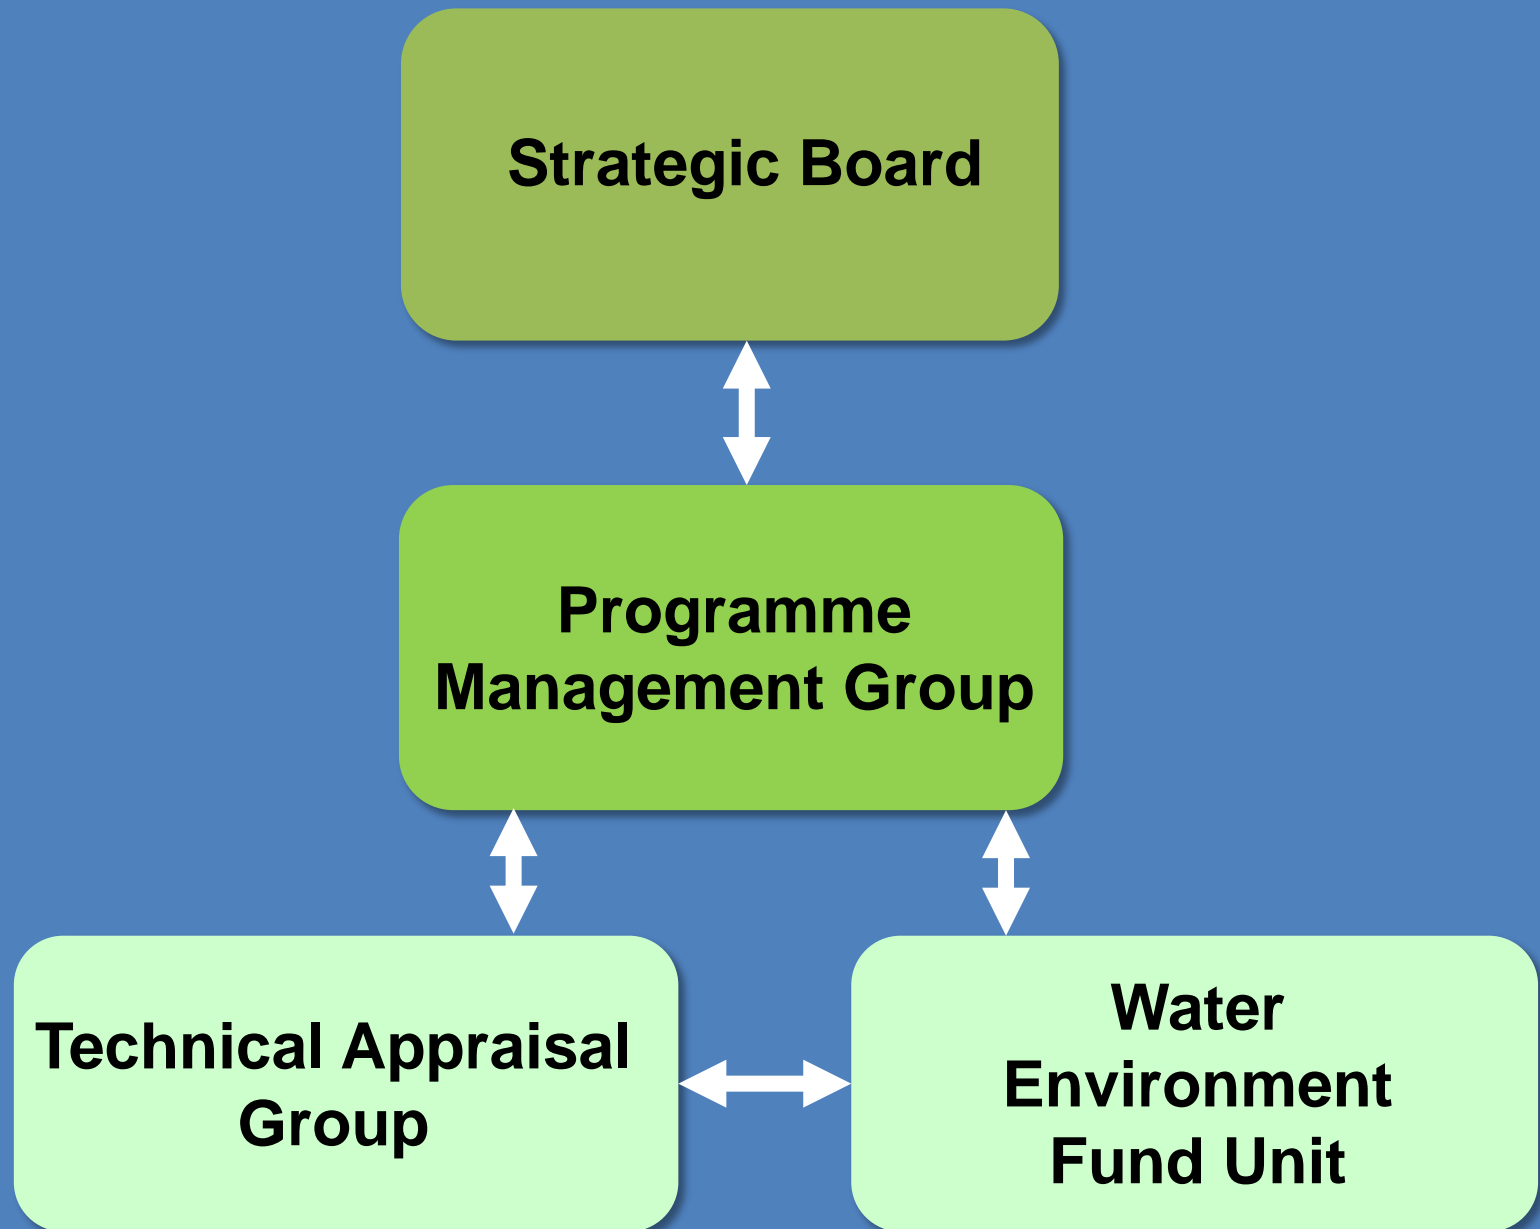 Strategic Board
Programme
Management Group
Technical Appraisal
Group
Water
Environment
Fund Unit